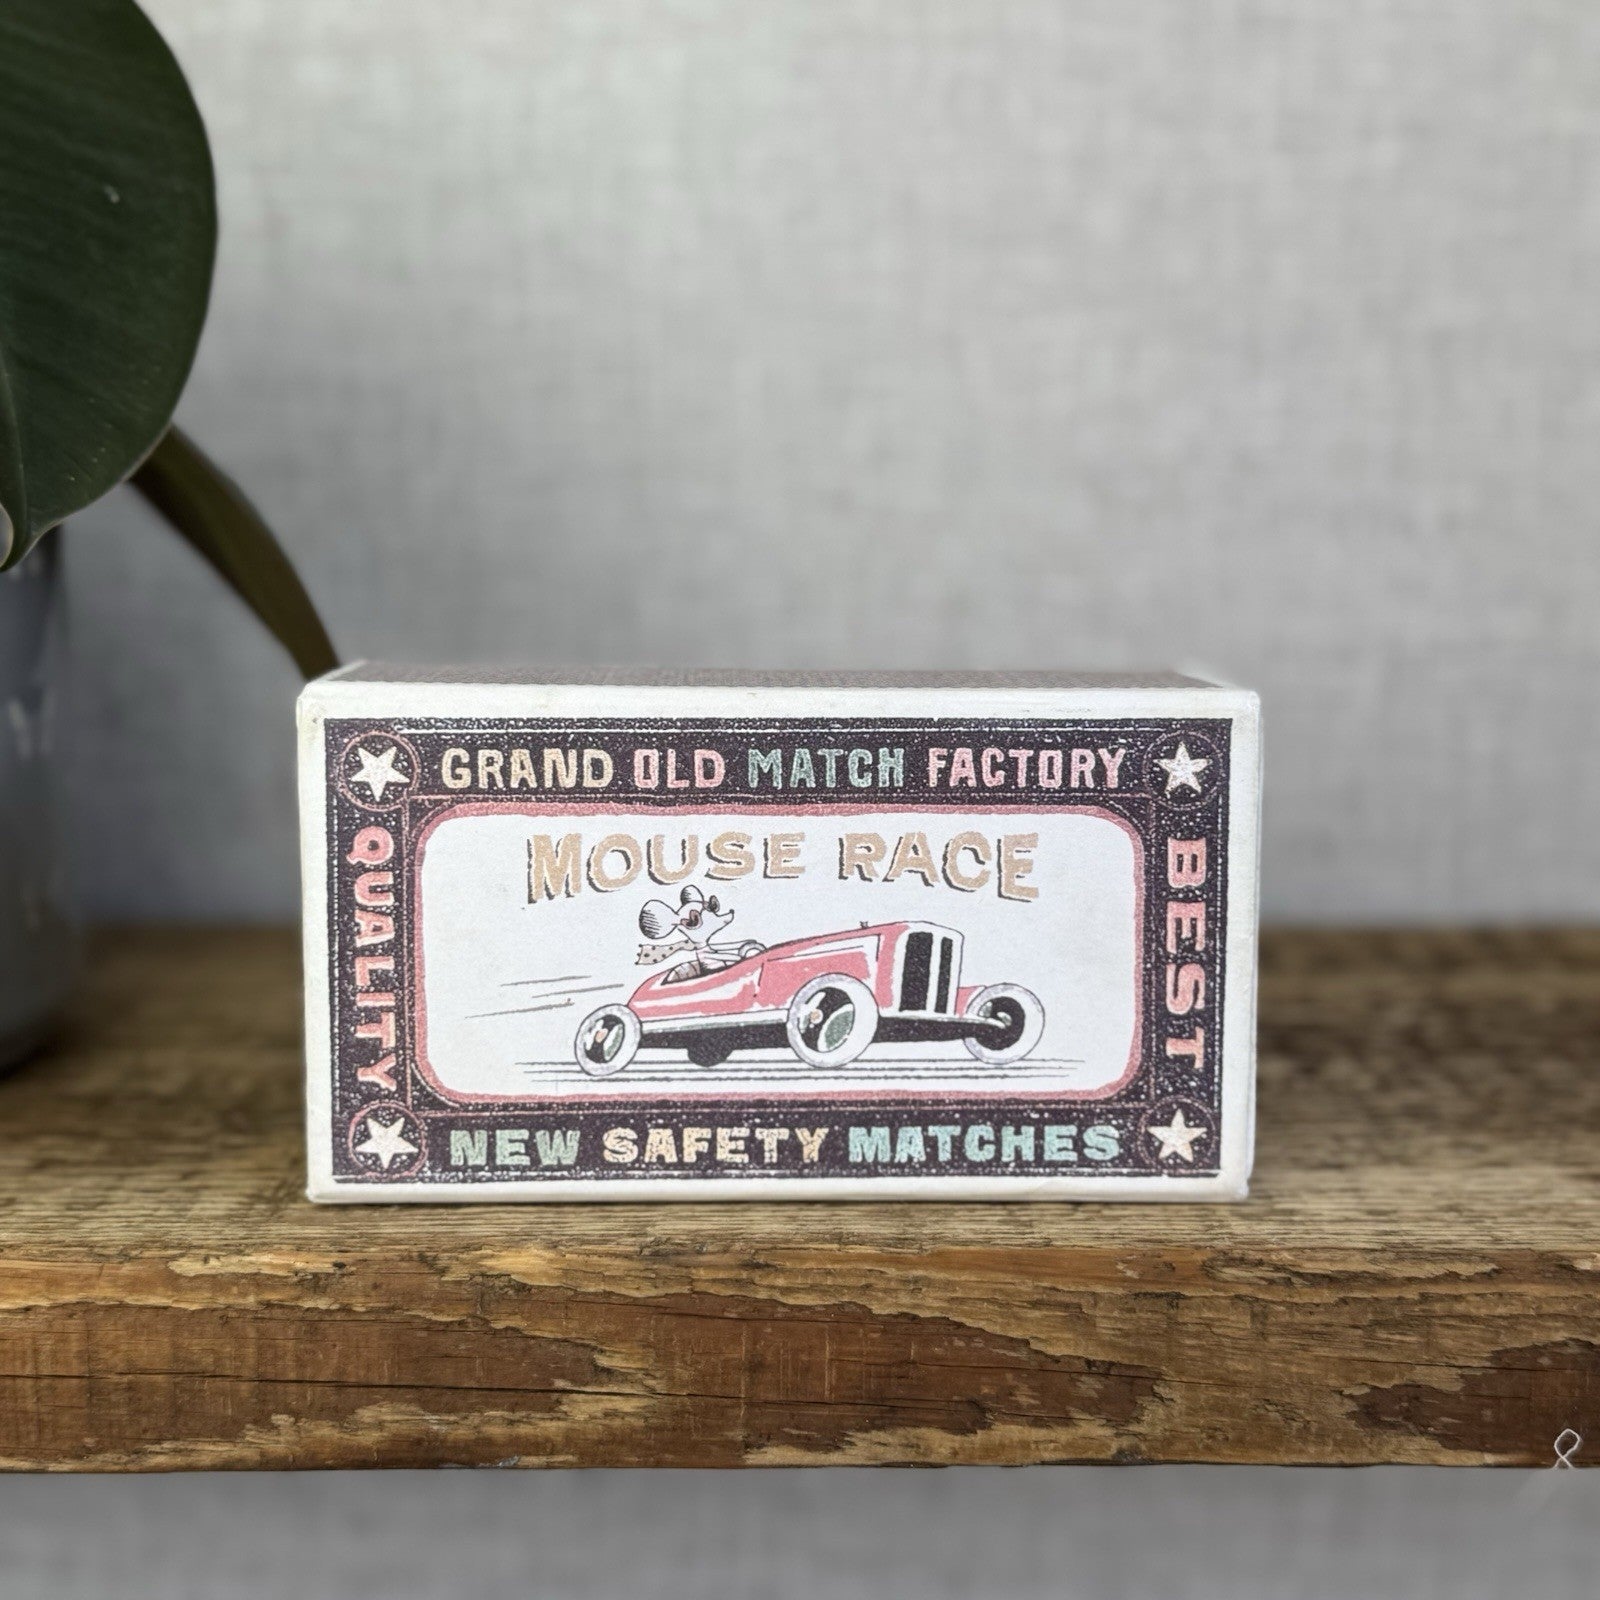 GRAND OLD MATCH FACTORY
QUALITY
MOUSE RACE
BEST
NEW SAFETY MATCHES